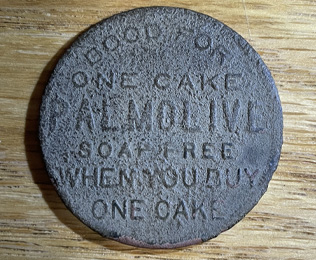 GOOD FOR
ONE CAKE
PALMOLIVE
SOAP FREE
WHEN YOU BUY
ONE CAKE